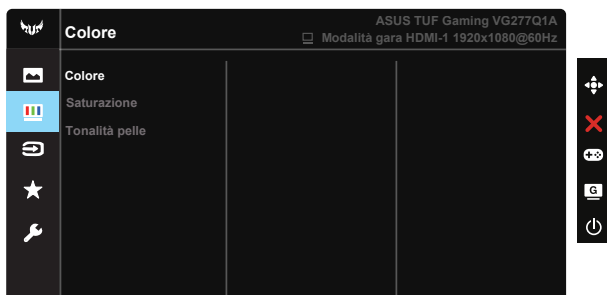 Colore
ASUS TUF Gaming VG277Q1A
Modalità gara HDMI-1 1920x1080@60Hz
Colore
Saturazione
Tonalità pelle
G